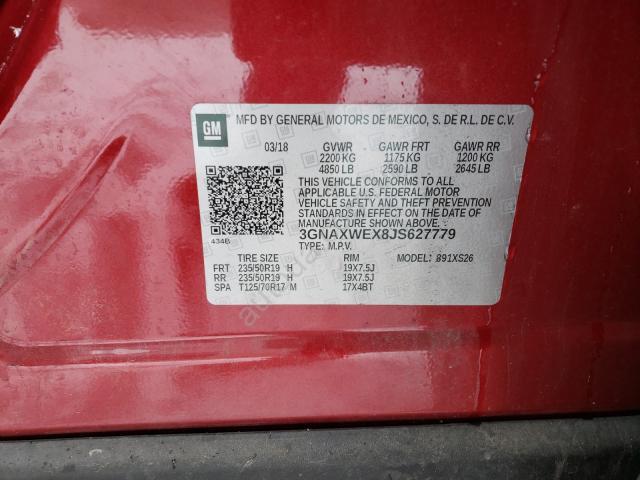 GM
MFD BY GENERAL MOTORS DE MEXICO, S. DE R.L. DE C.V.
03/18 GVWR GAWR FRT GAWR RR
2200 KG 1175 KG 1200 KG
4850 LB 2590 LB 2645 LB
THIS VEHICLE CONFORMS TO ALL
APPLICABLE U.S. FEDERAL MOTOR
VEHICLE SAFETY AND THEFT PREVENTION
STANDARDS IN EFFECT ON THE DATE OF
MANUFACTURE SHOWN ABOVE.
3GNAXWEX8JS627779
TYPE: M.P.V.
434B
TIRE SIZE RIM MODEL: 891XS26
FRT 235/50R19 H 19X7.5J
RR 235/50R19 H 19X7.5J
SPA T125/70R17 M 17X4BT